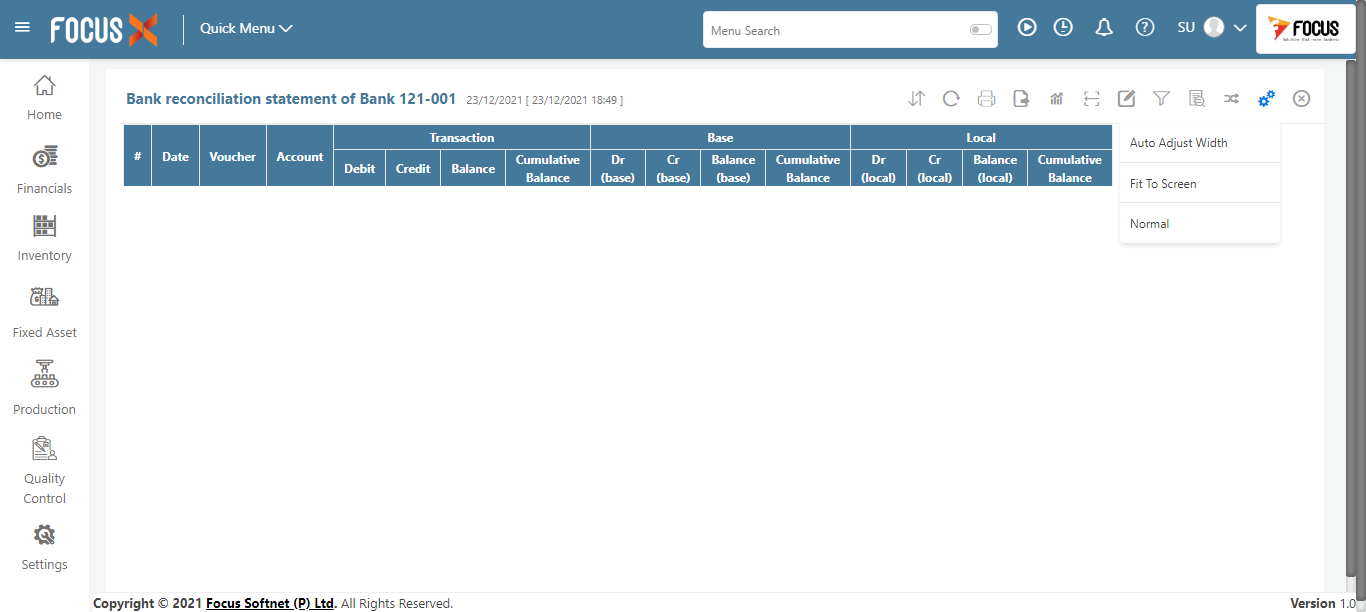 FOCUS X
Quick Menu
Menu Search
SU
FOCUS
Home
Financials
Inventory
Fixed Asset
Production
Quality
Control
Settings
Bank reconciliation statement of Bank 121-001 23/12/2021 [ 23/12/2021 18:49 ]
# Date Voucher Account
Transaction Base Local
Debit Credit Balance Cumulative Balance
Dr (base) Cr (base) Balance (base) Cumulative Balance
Dr (local) Cr (local) Balance (local) Cumulative Balance
Auto Adjust Width
Fit To Screen
Normal
Copyright © 2021 Focus Softnet (P) Ltd. All Rights Reserved.
Version 1.0